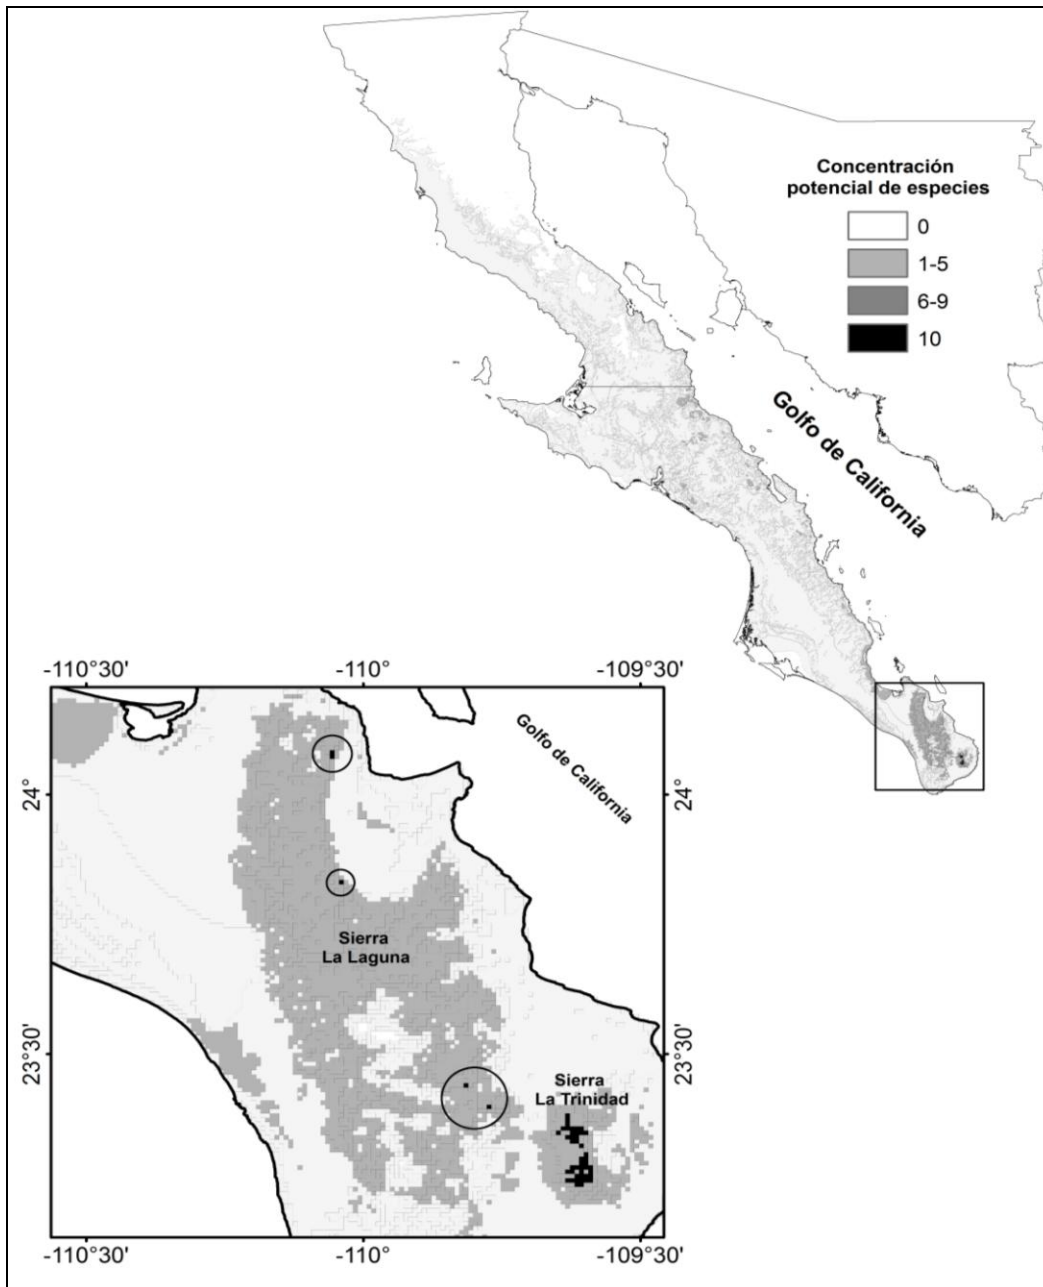 Concentración
potencial de especies
0
1-5
6-9
10
Golfo de California
-110°30'
-110°
-109°30'
Golfo de California
24°
24°
Sierra
La Laguna
23°30'
23°30'
Sierra
La Trinidad
-110°30'
-110°
-109°30'